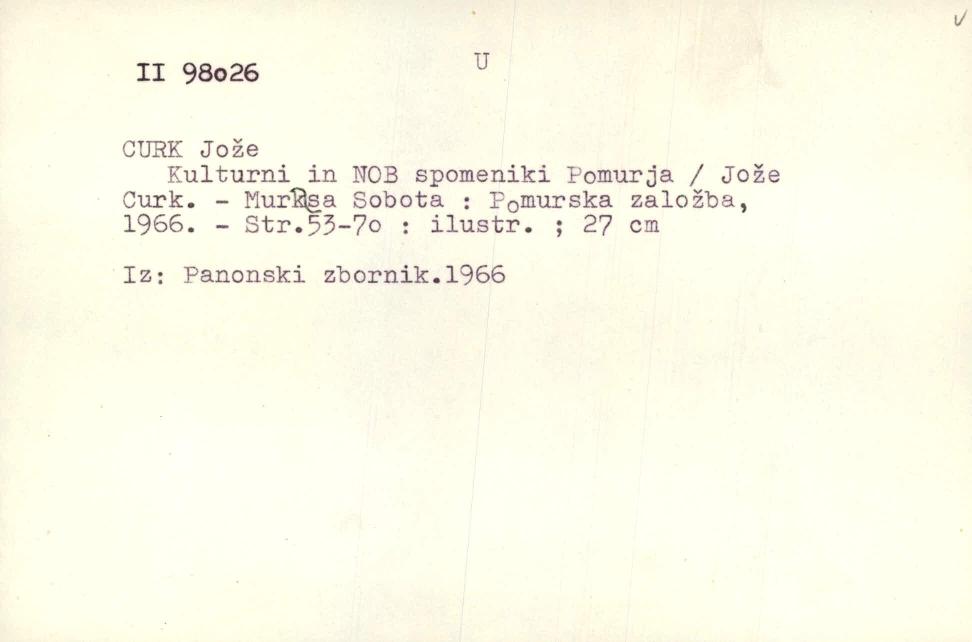 U
II 98o26
CURK Jože
Kulturni in NOB spomeniki Pomurja / Jože
Curk. - Murksa Sobota : Pomurska založba,
1966. - Str.53-7o : ilustr. ; 27 cm
Iz: Panonski zbornik.1966